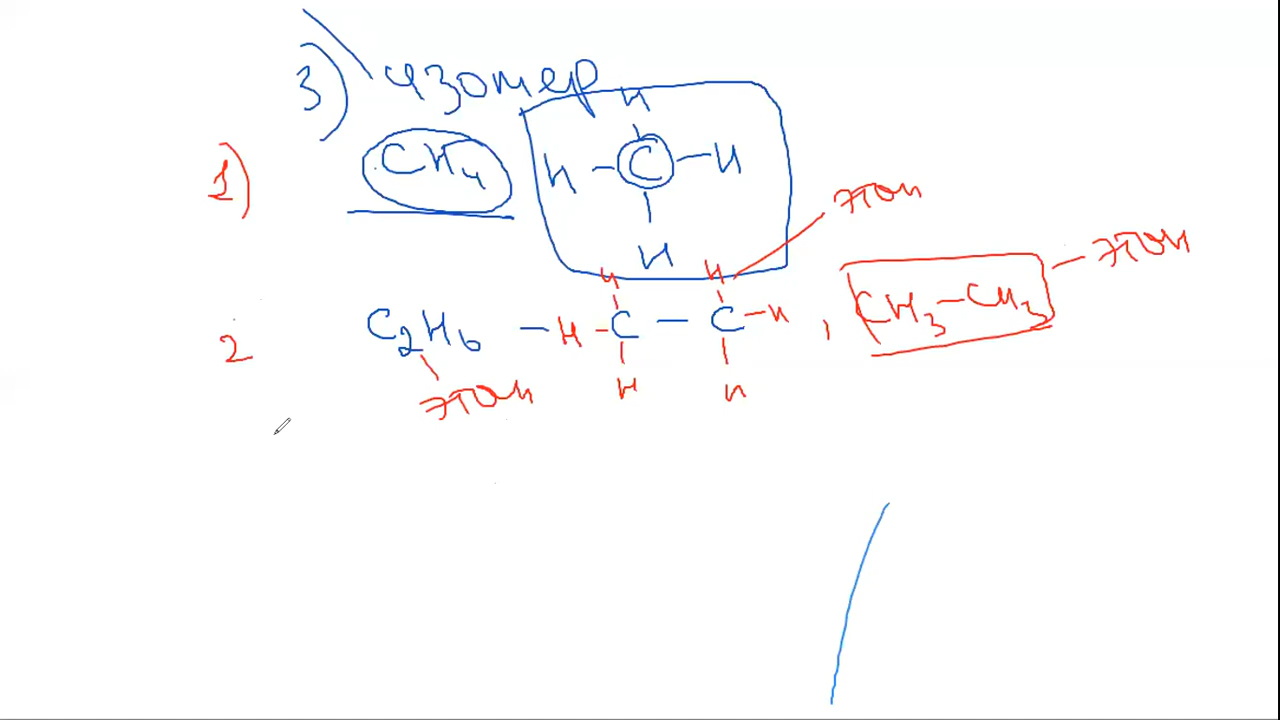 3) изомер
1) CH₄
H
H – C – H
H
этан
2 C₂H₆ – H – C – C – H , CH₃ – CH₃ – этан
H H
H H
этан